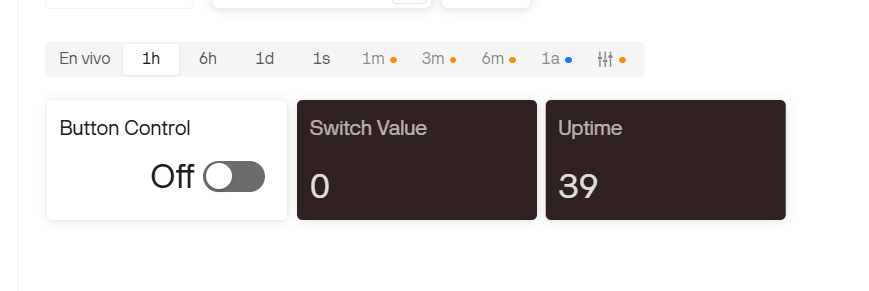 En vivo 1h 6h 1d 1s 1m 3m 6m 1a
Button Control
Off
Switch Value
0
Uptime
39